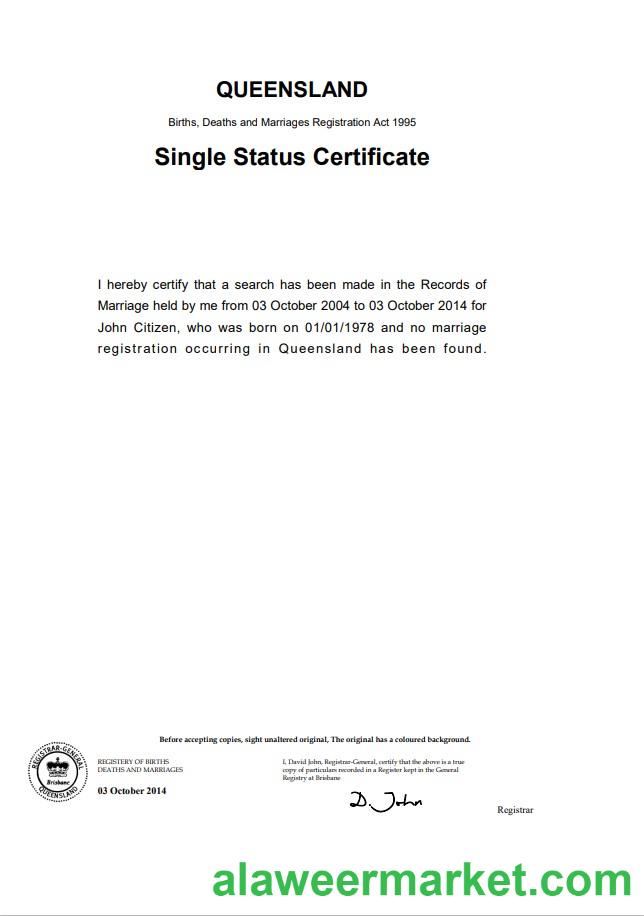 QUEENSLAND
Births, Deaths and Marriages Registration Act 1995
Single Status Certificate
I hereby certify that a search has been made in the Records of
Marriage held by me from 03 October 2004 to 03 October 2014 for
John Citizen, who was born on 01/01/1978 and no marriage
registration occurring in Queensland has been found.
Before accepting copies, sight unaltered original, The original has a coloured background.
REGISTRAR-GENERAL
Brisbane
QUEENSLAND
REGISTERY OF BIRTHS
DEATHS AND MARRIAGES
03 October 2014
I, David John, Registrar-General, certify that the above is a true
copy of particulars recorded in a Register kept in the General
Registry at Brisbane
D. John
Registrar
alaweermarket.com